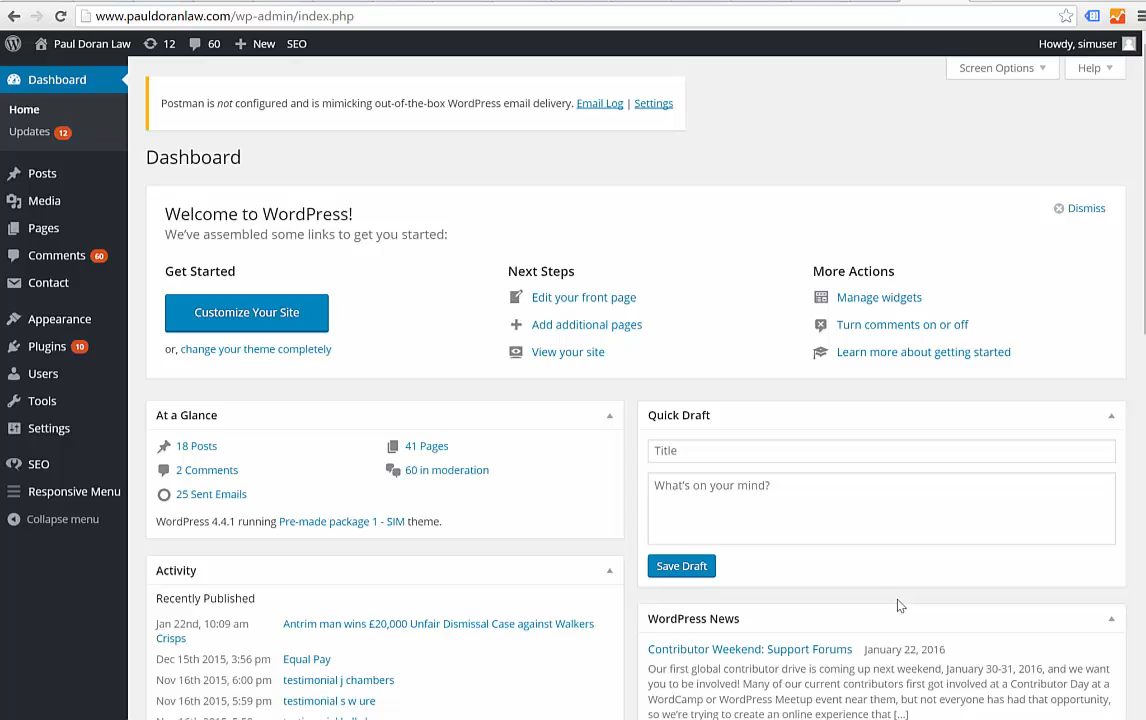 www.pauldoranlaw.com/wp-admin/index.php
Paul Doran Law 12 60 New SEO Howdy, simuser
Dashboard
Home
Updates 12
Posts
Media
Pages
Comments 60
Contact
Appearance
Plugins 10
Users
Tools
Settings
SEO
Responsive Menu
Collapse menu
Screen Options Help
Postman is not configured and is mimicking out-of-the-box WordPress email delivery. Email Log | Settings
Dashboard
Welcome to WordPress!
We've assembled some links to get you started:
Dismiss
Get Started
Customize Your Site
or, change your theme completely
Next Steps
Edit your front page
Add additional pages
View your site
More Actions
Manage widgets
Turn comments on or off
Learn more about getting started
At a Glance
18 Posts 41 Pages
2 Comments 60 in moderation
25 Sent Emails
WordPress 4.4.1 running Pre-made package 1 - SIM theme.
Activity
Recently Published
Jan 22nd, 10:09 am Antrim man wins £20,000 Unfair Dismissal Case against Walkers
Crisps
Dec 15th 2015, 3:56 pm Equal Pay
Nov 16th 2015, 6:00 pm testimonial j chambers
Nov 16th 2015, 5:59 pm testimonial s w ure
Quick Draft
Title
What's on your mind?
Save Draft
WordPress News
Contributor Weekend: Support Forums January 22, 2016
Our first global contributor drive is coming up next weekend, January 30-31, 2016, and we want
you to be involved! Many of our current contributors first got involved at a Contributor Day at a
WordCamp or WordPress Meetup event near them, but not everyone has had that opportunity,
so we're trying to create an online experience that [...]